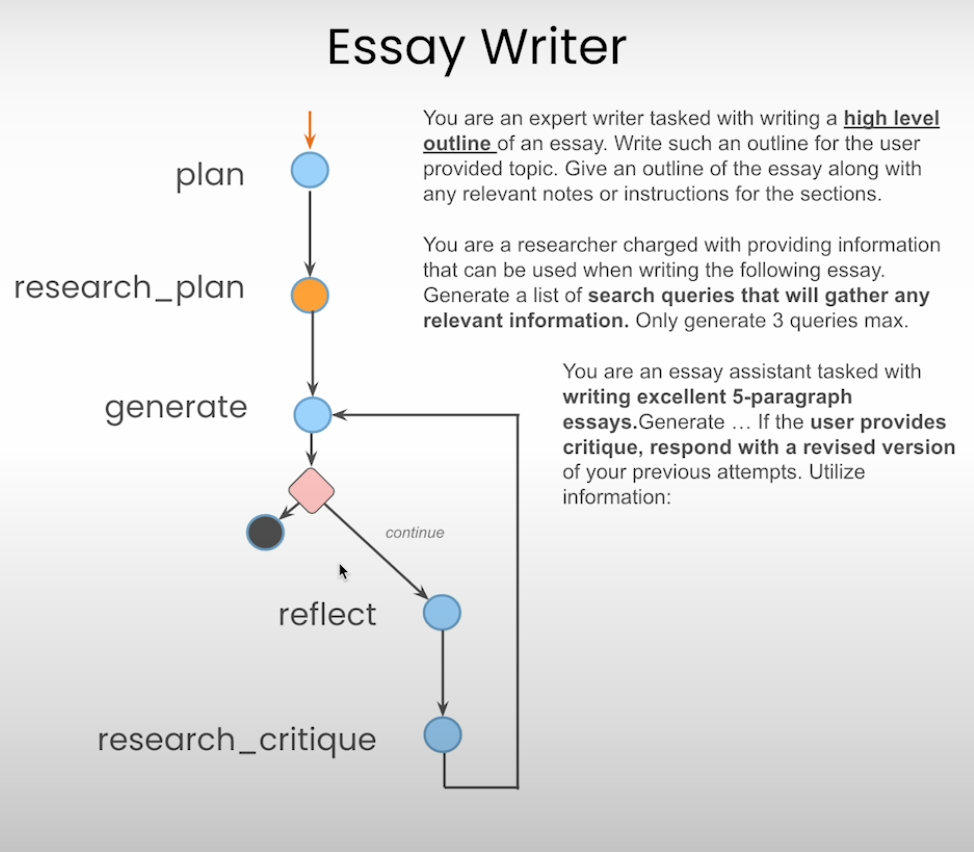 Essay Writer
You are an expert writer tasked with writing a high level
outline of an essay. Write such an outline for the user
provided topic. Give an outline of the essay along with
any relevant notes or instructions for the sections.
plan
You are a researcher charged with providing information
that can be used when writing the following essay.
Generate a list of search queries that will gather any
relevant information. Only generate 3 queries max.
research_plan
You are an essay assistant tasked with
writing excellent 5-paragraph
essays.Generate … If the user provides
critique, respond with a revised version
of your previous attempts. Utilize
information:
generate
continue
reflect
research_critique